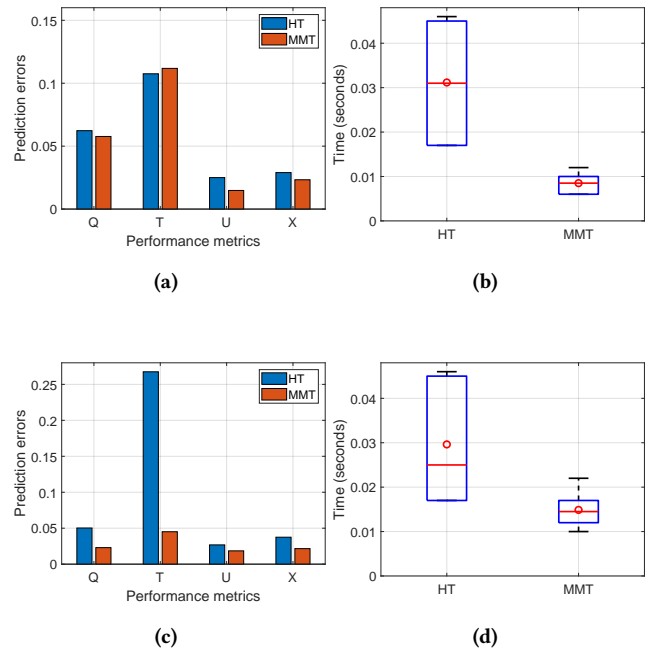 0.15
0.1
0.05
0
Prediction errors
HT
MMT
Q T U X
Performance metrics
(a)
0.04
0.03
0.02
0.01
0
Time (seconds)
HT MMT
(b)
0.25
0.2
0.15
0.1
0.05
0
Prediction errors
HT
MMT
Q T U X
Performance metrics
(c)
0.04
0.03
0.02
0.01
0
Time (seconds)
HT MMT
(d)